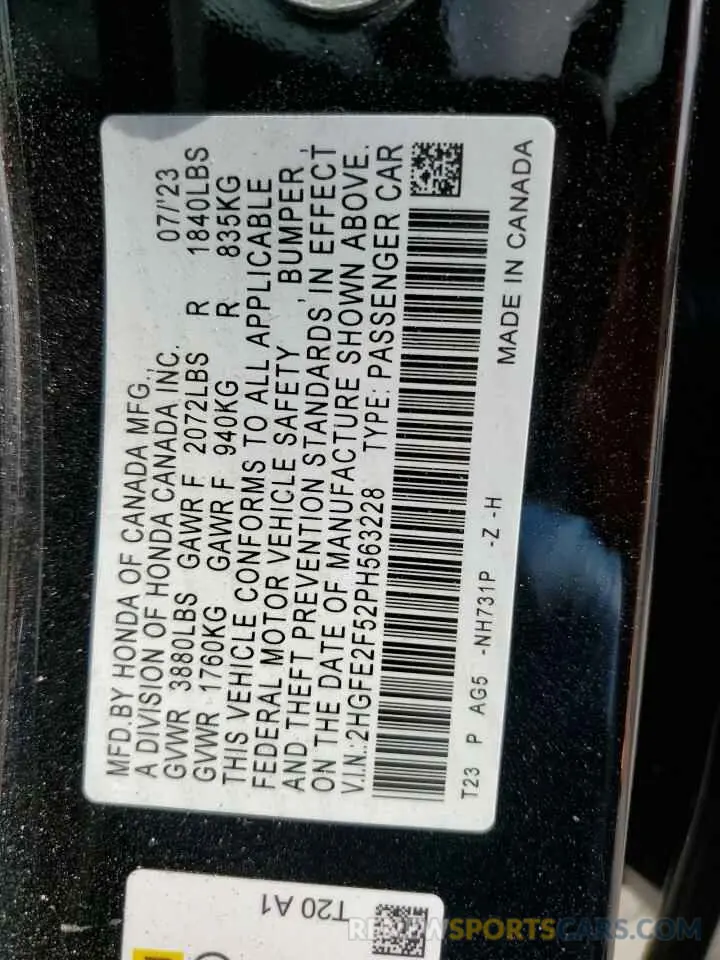 MFD.BY HONDA OF CANADA MFG.,
A DIVISION OF HONDA CANADA INC. 07/'23
GVWR 3880LBS GAWR F 2072LBS R 1840LBS
GVWR 1760KG GAWR F 940KG R 835KG
THIS VEHICLE CONFORMS TO ALL APPLICABLE
FEDERAL MOTOR VEHICLE SAFETY, BUMPER,
AND THEFT PREVENTION STANDARDS IN EFFECT
ON THE DATE OF MANUFACTURE SHOWN ABOVE.
V.I.N.:2HGFE2F52PH563228 TYPE: PASSENGER CAR
T23 P AG5 -NH731P -Z -H
MADE IN CANADA
T20 A1
REVIEWSPORTSCARS.COM